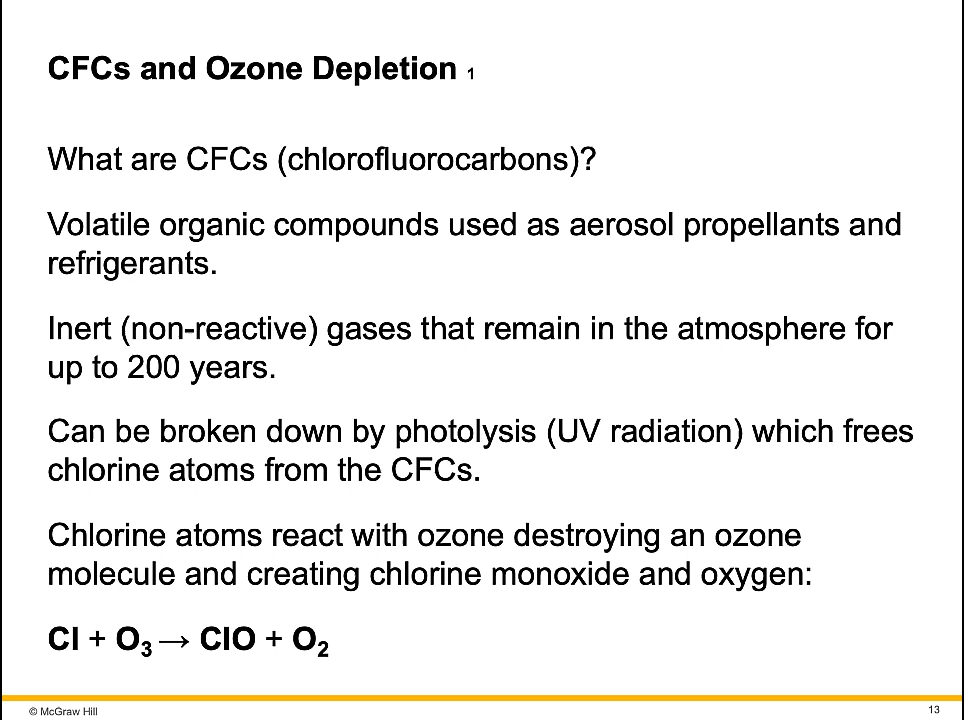 CFCs and Ozone Depletion 1
What are CFCs (chlorofluorocarbons)?
Volatile organic compounds used as aerosol propellants and
refrigerants.
Inert (non-reactive) gases that remain in the atmosphere for
up to 200 years.
Can be broken down by photolysis (UV radiation) which frees
chlorine atoms from the CFCs.
Chlorine atoms react with ozone destroying an ozone
molecule and creating chlorine monoxide and oxygen:
Cl + O₃ → ClO + O₂
© McGraw Hill
13